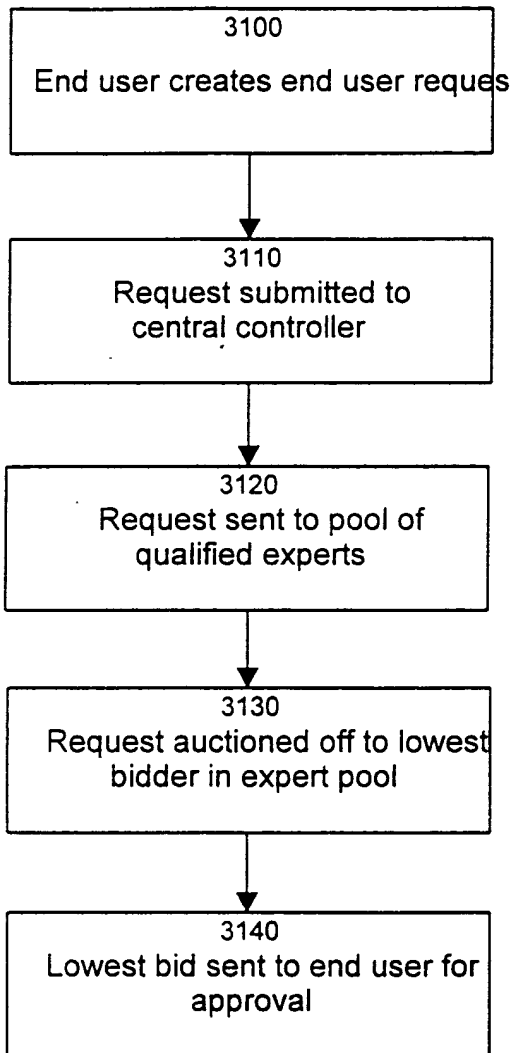 3100
End user creates end user reques
3110
Request submitted to
central controller
3120
Request sent to pool of
qualified experts
3130
Request auctioned off to lowest
bidder in expert pool
3140
Lowest bid sent to end user for
approval